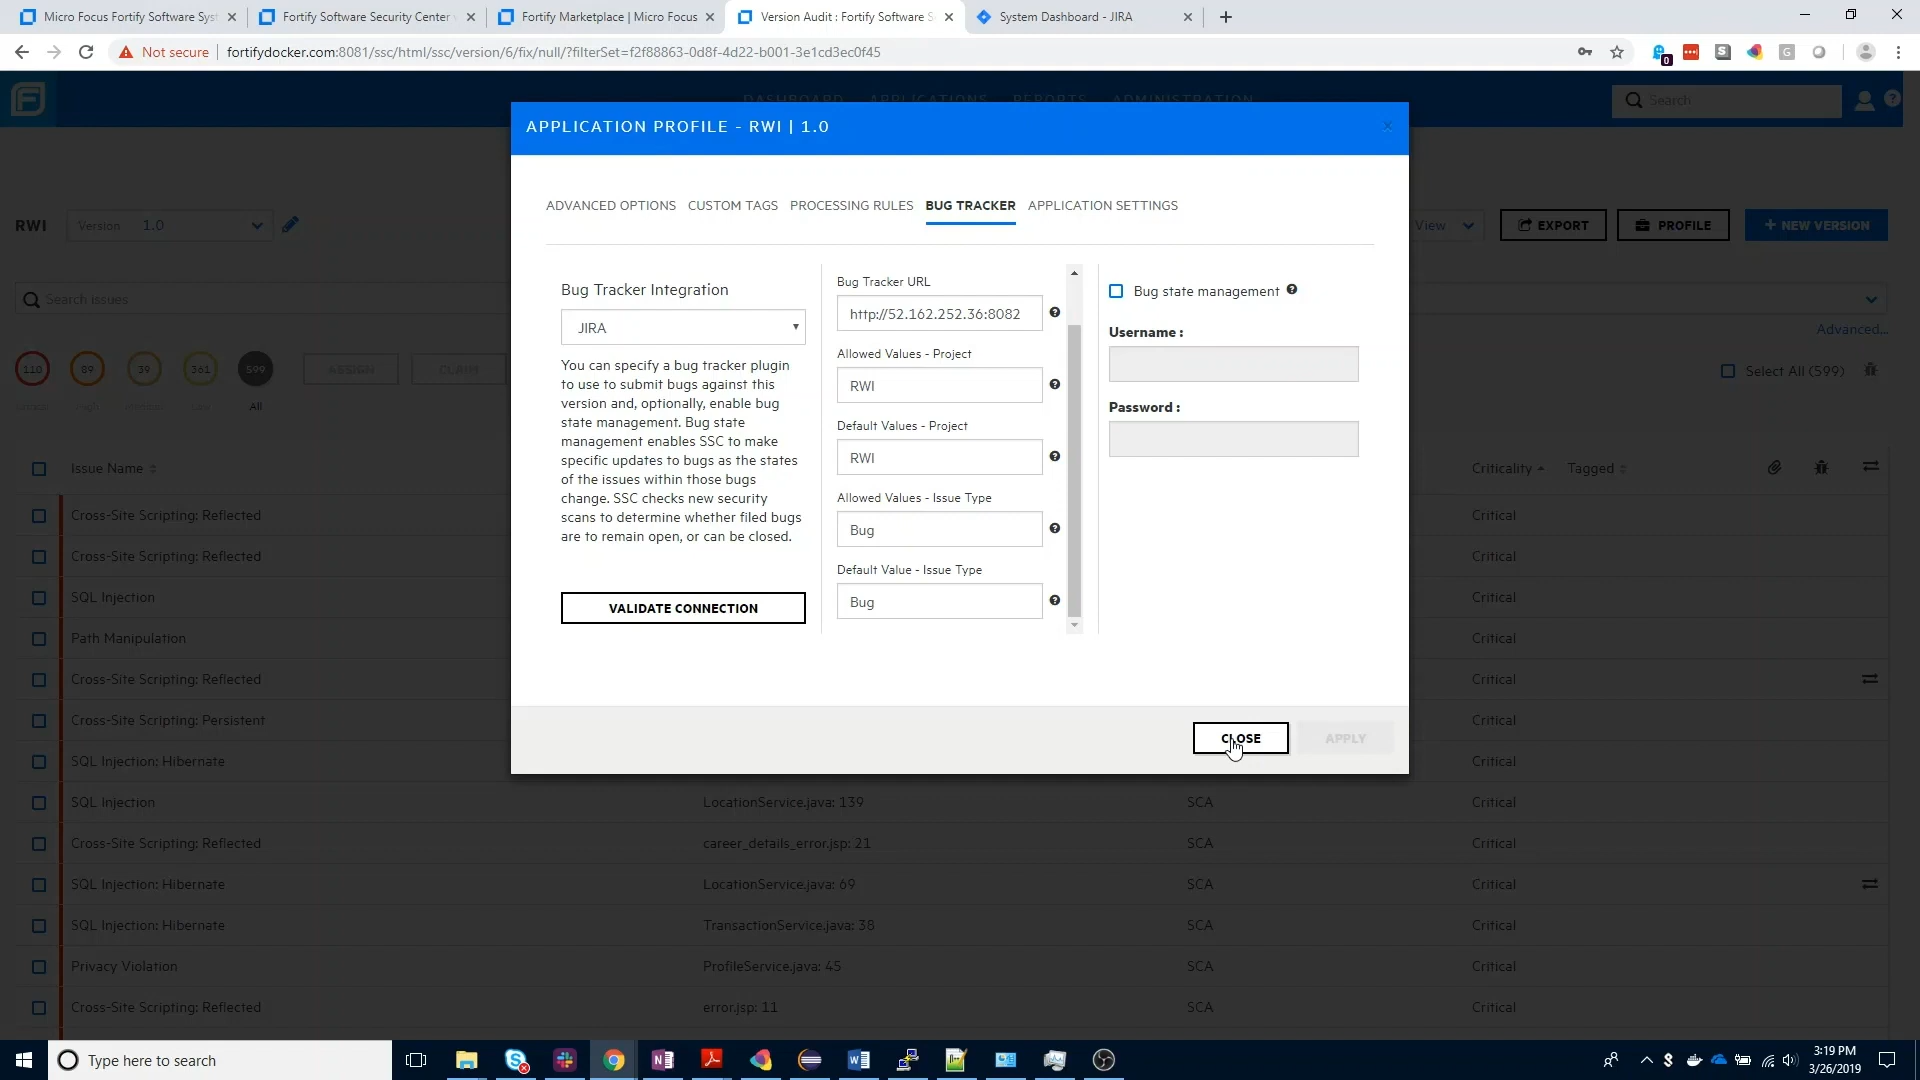 Micro Focus Fortify Software Sys
Fortify Software Security Center
Fortify Marketplace | Micro Focus
Version Audit : Fortify Software S
System Dashboard - JIRA
Not secure
fortifydocker.com:8081/ssc/html/ssc/version/6/fix/null/?filterSet=f2f88863-0d8f-4d22-b001-3e1cd3ec0f45
0
S
G
F
DASHBOARD APPLICATIONS REPORTS ADMINISTRATION
Search
?
APPLICATION PROFILE - RWI | 1.0
x
ADVANCED OPTIONS CUSTOM TAGS PROCESSING RULES BUG TRACKER APPLICATION SETTINGS
RWI Version 1.0
View
EXPORT
PROFILE
+ NEW VERSION
Search issues
Advanced...
110 89 39 361 599
ASSIGN
CLAIM
Select All (599)
All
Bug Tracker Integration
JIRA
You can specify a bug tracker plugin
to use to submit bugs against this
version and, optionally, enable bug
state management. Bug state
management enables SSC to make
specific updates to bugs as the states
of the issues within those bugs
change. SSC checks new security
scans to determine whether filed bugs
are to remain open, or can be closed.
VALIDATE CONNECTION
Bug Tracker URL
http://52.162.252.36:8082
Allowed Values - Project
RWI
Default Values - Project
RWI
Allowed Values - Issue Type
Bug
Default Value - Issue Type
Bug
Bug state management
Username :
Password :
CLOSE
APPLY
Issue Name
Criticality
Tagged
Cross-Site Scripting: Reflected Critical
Cross-Site Scripting: Reflected Critical
SQL Injection Critical
Path Manipulation Critical
Cross-Site Scripting: Reflected Critical
Cross-Site Scripting: Persistent Critical
SQL Injection: Hibernate Critical
SQL Injection LocationService.java: 139 SCA Critical
Cross-Site Scripting: Reflected career_details_error.jsp: 21 SCA Critical
SQL Injection: Hibernate LocationService.java: 69 SCA Critical
SQL Injection: Hibernate TransactionService.java: 38 SCA Critical
Privacy Violation ProfileService.java: 45 SCA Critical
Cross-Site Scripting: Reflected error.jsp: 11 SCA Critical
Type here to search
3:19 PM
3/26/2019